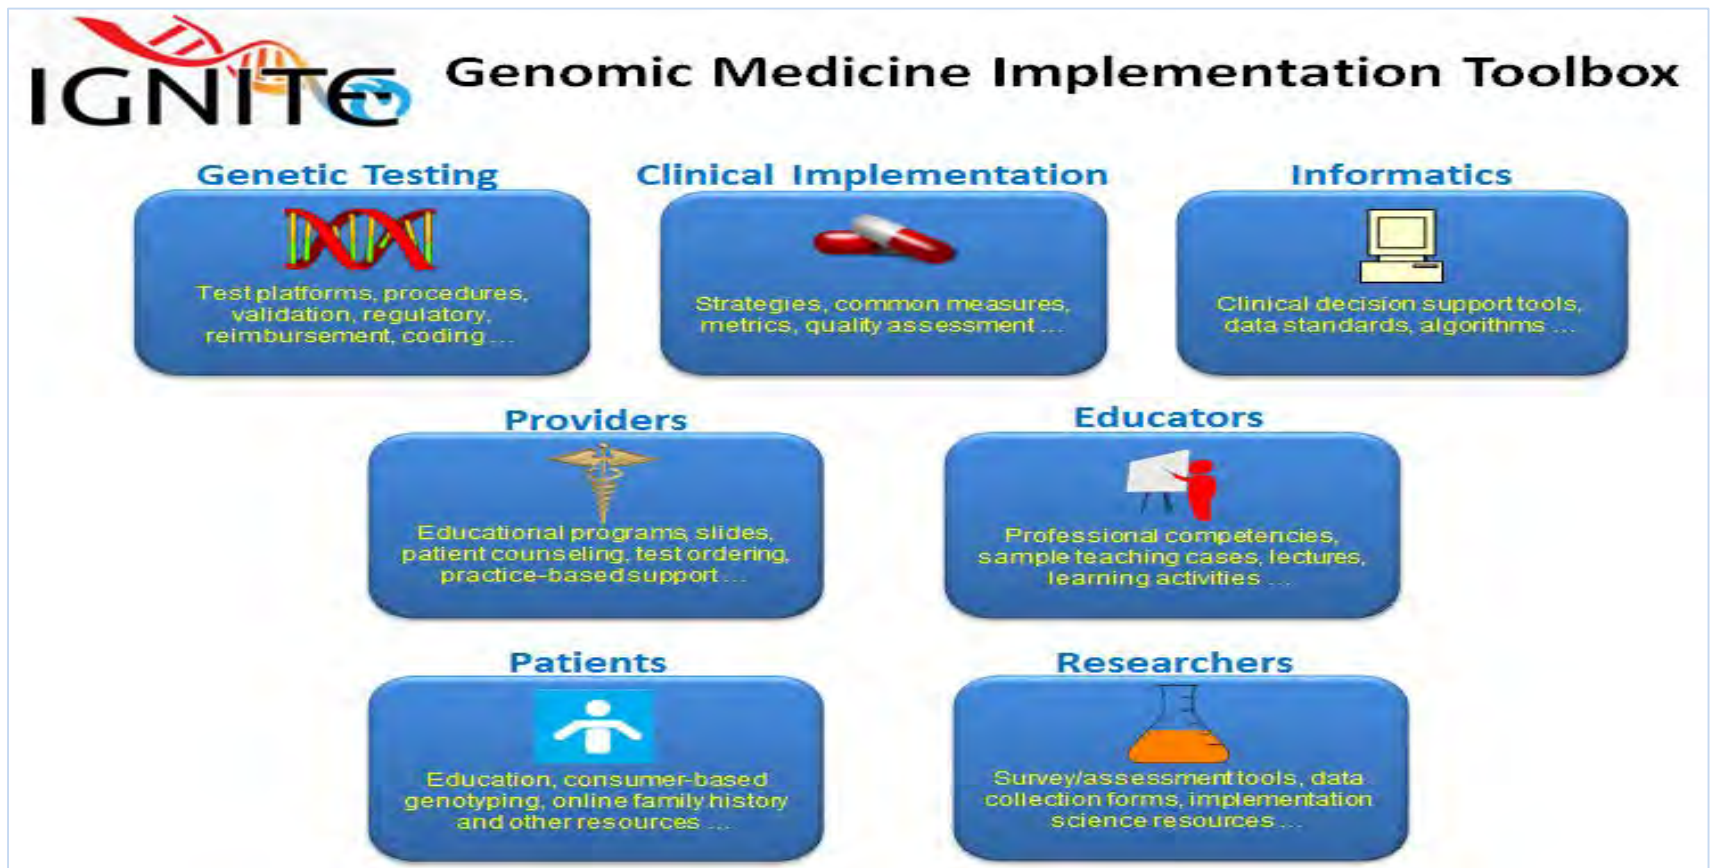 IGNITE
Genomic Medicine Implementation Toolbox
Genetic Testing
Test platforms, procedures,
validation, regulatory,
reimbursement, coding ...
Clinical Implementation
Strategies, common measures,
metrics, quality assessment ...
Informatics
Clinical decision support tools,
data standards, algorithms ...
Providers
Educational programs, slides,
patient counseling, test ordering,
practice-based support ...
Educators
Professional competencies,
sample teaching cases, lectures,
learning activities ...
Patients
Education, consumer-based
genotyping, online family history
and other resources ...
Researchers
Survey/assessment tools, data
collection forms, implementation
science resources ...